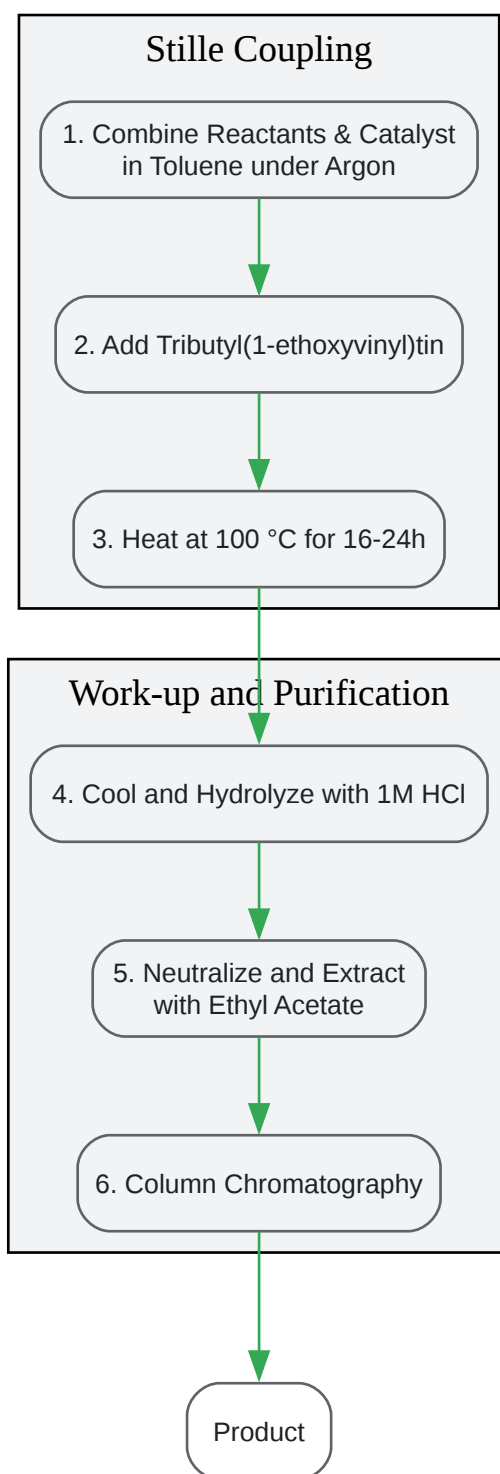 Stille Coupling
1. Combine Reactants & Catalyst
in Toluene under Argon
2. Add Tributyl(1-ethoxyvinyl)tin
3. Heat at 100 °C for 16-24h
Work-up and Purification
4. Cool and Hydrolyze with 1M HCl
5. Neutralize and Extract
with Ethyl Acetate
6. Column Chromatography
Product